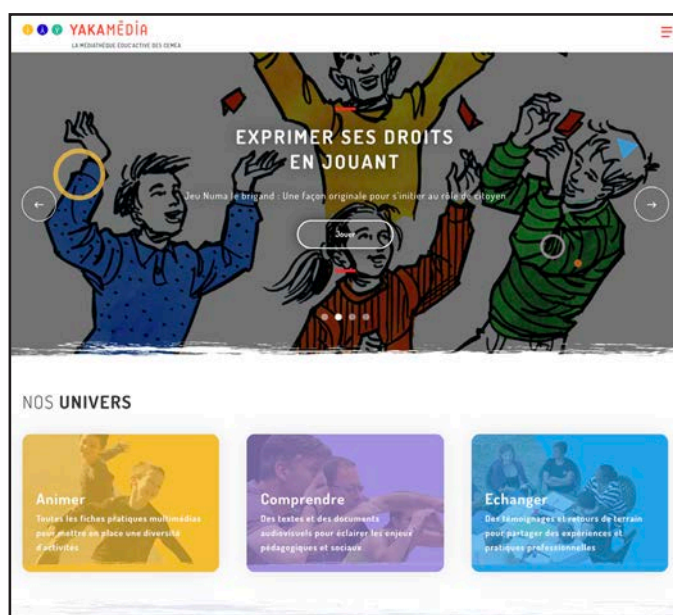 YAKAMÉDIA
LA MÉDIATHÈQUE ÉDUC'ACTIVE DES CEMÉA
EXPRIMER SES DROITS
EN JOUANT
Jeu Numa le brigand : Une façon originale pour s'initier au rôle de citoyen
Jouer
NOS UNIVERS
Animer
Toutes les fiches pratiques multimédias
pour mettre en place une diversité
d'activités
Comprendre
Des textes et des documents
audiovisuels pour éclairer les enjeux
pédagogiques et sociaux
Echanger
Des témoignages et retours de terrain
pour partager des expériences et
pratiques professionnelles